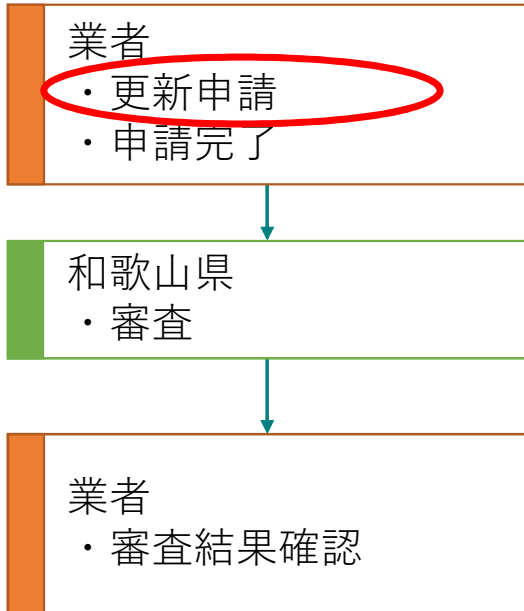 業者
・更新申請
・申請完了
和歌山県
・審査
業者
・審査結果確認